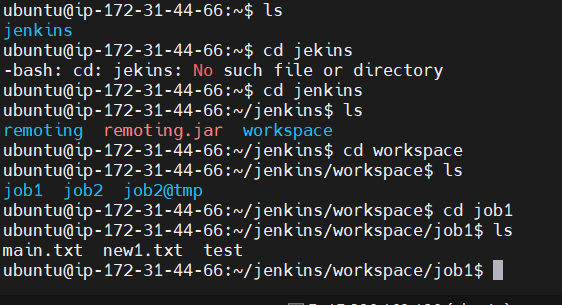 ubuntu@ip-172-31-44-66:~$ ls
jenkins
ubuntu@ip-172-31-44-66:~$ cd jekins
-bash: cd: jekins: No such file or directory
ubuntu@ip-172-31-44-66:~$ cd jenkins
ubuntu@ip-172-31-44-66:~/jenkins$ ls
remoting  remoting.jar  workspace
ubuntu@ip-172-31-44-66:~/jenkins$ cd workspace
ubuntu@ip-172-31-44-66:~/jenkins/workspace$ ls
job1  job2  job2@tmp
ubuntu@ip-172-31-44-66:~/jenkins/workspace$ cd job1
ubuntu@ip-172-31-44-66:~/jenkins/workspace/job1$ ls
main.txt  new1.txt  test
ubuntu@ip-172-31-44-66:~/jenkins/workspace/job1$